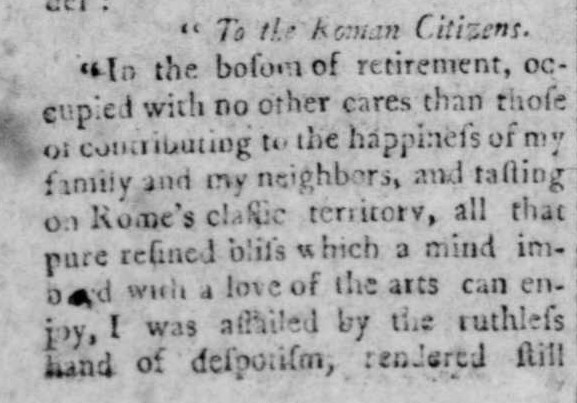 “ To the Roman Citizens.
“In the boſom of retirement, oc-
cupied with no other cares than thoſe
of contributing to the happineſs of my
family and my neighbors, and taſting
on Rome's claſſic territory, all that
pure refined bliſs which a mind im-
with a love of the arts can en-
joy, I was aſſailed by the ruthleſs
hand of deſpotiſm, rendered ſtill